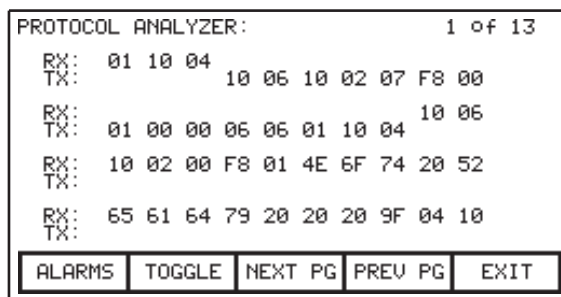 PROTOCOL ANALYZER: 1 of 13
RX: 01 10 04
TX: 10 06 10 02 07 F8 00
RX: 10 06
TX: 01 00 00 06 06 01 10 04
RX: 10 02 00 F8 01 4E 6F 74 20 52
TX:
RX: 65 61 64 79 20 20 20 9F 04 10
TX:
ALARMS TOGGLE NEXT PG PREV PG EXIT